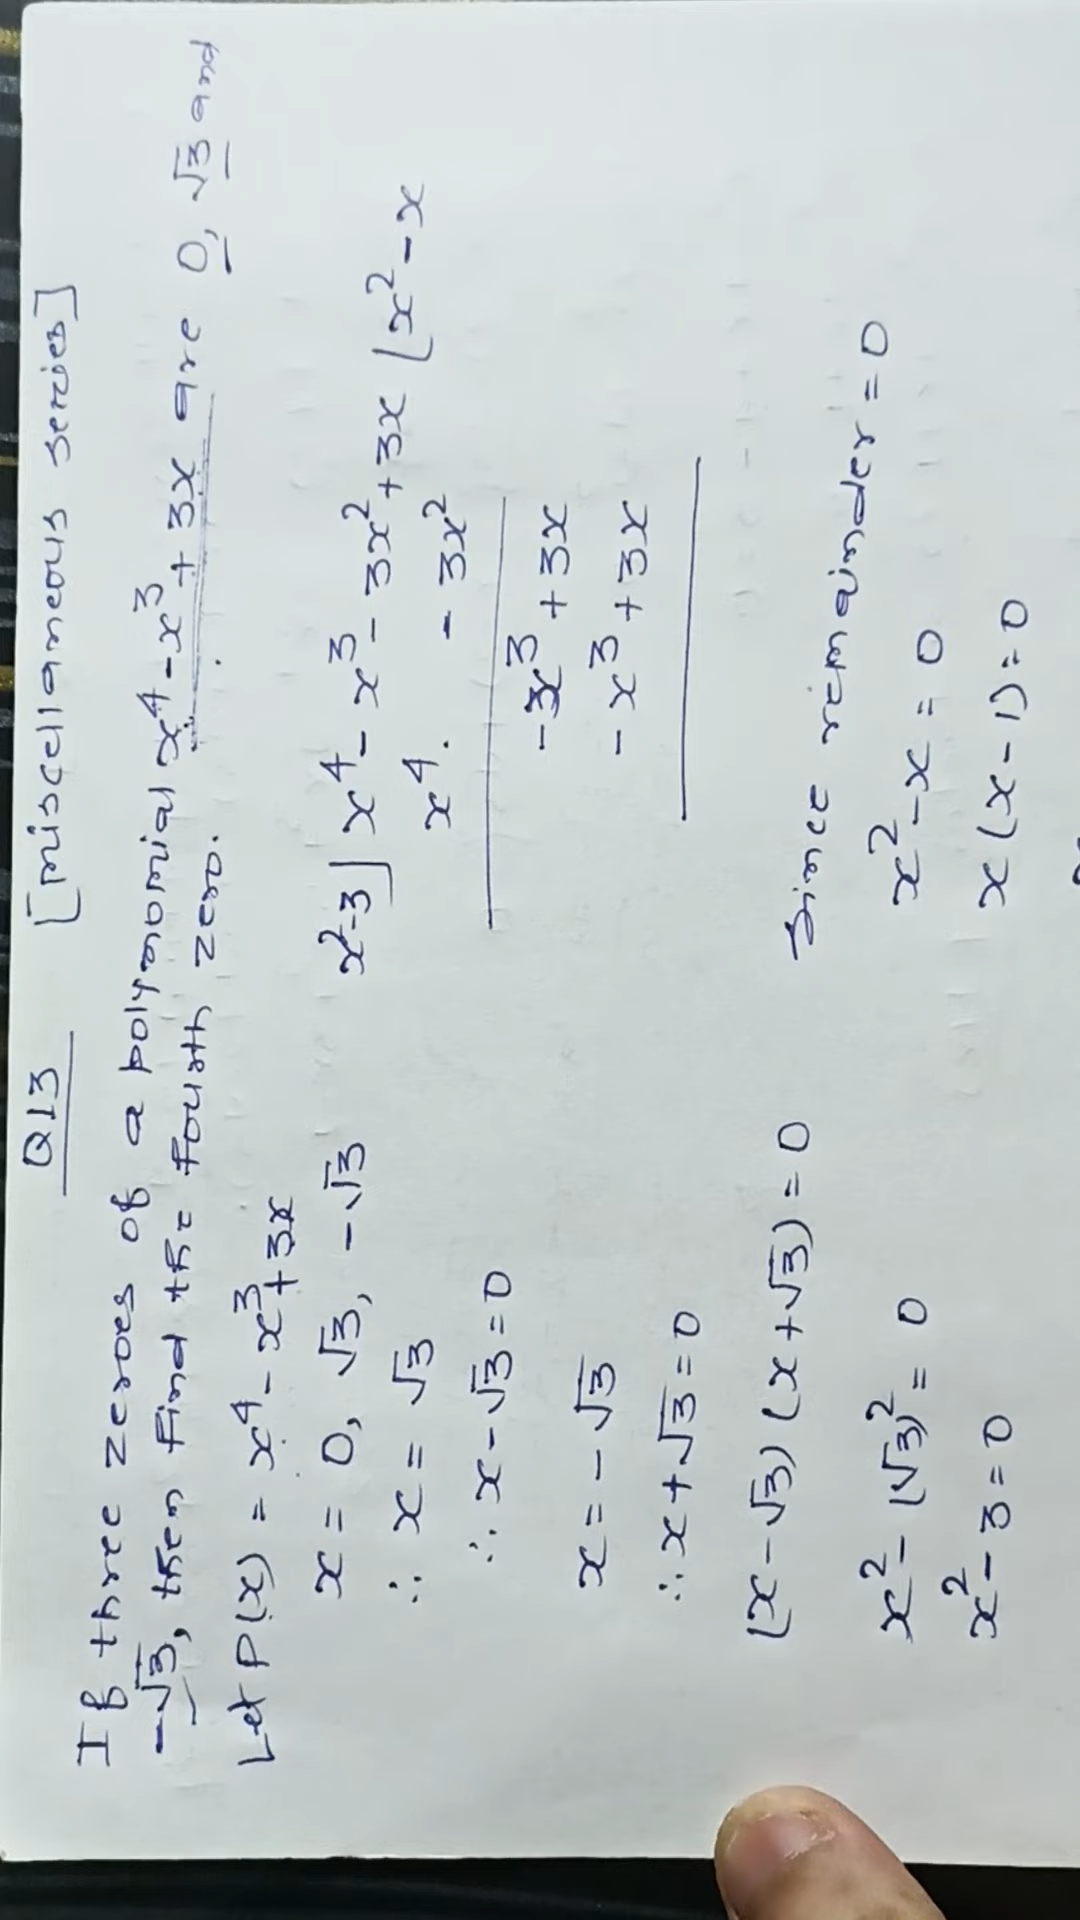 Q13 [Miscellaneous series]
If three zeroes of a polynomial x⁴-x³+3x are 0, √3 and
-√3, then find the fourth zero.
Let P(x) = x⁴-x³+3x
x = 0, √3, -√3
∴ x = √3
∴ x-√3=0
x = -√3
∴ x+√3=0
(x-√3)(x+√3)=0
x²-(√3)²=0
x²-3=0
x²-3] x⁴-x³-3x²+3x [x²-x
x⁴. -3x²
-x³+3x
-x³+3x
Since remainder=0
x²-x=0
x(x-1)=0